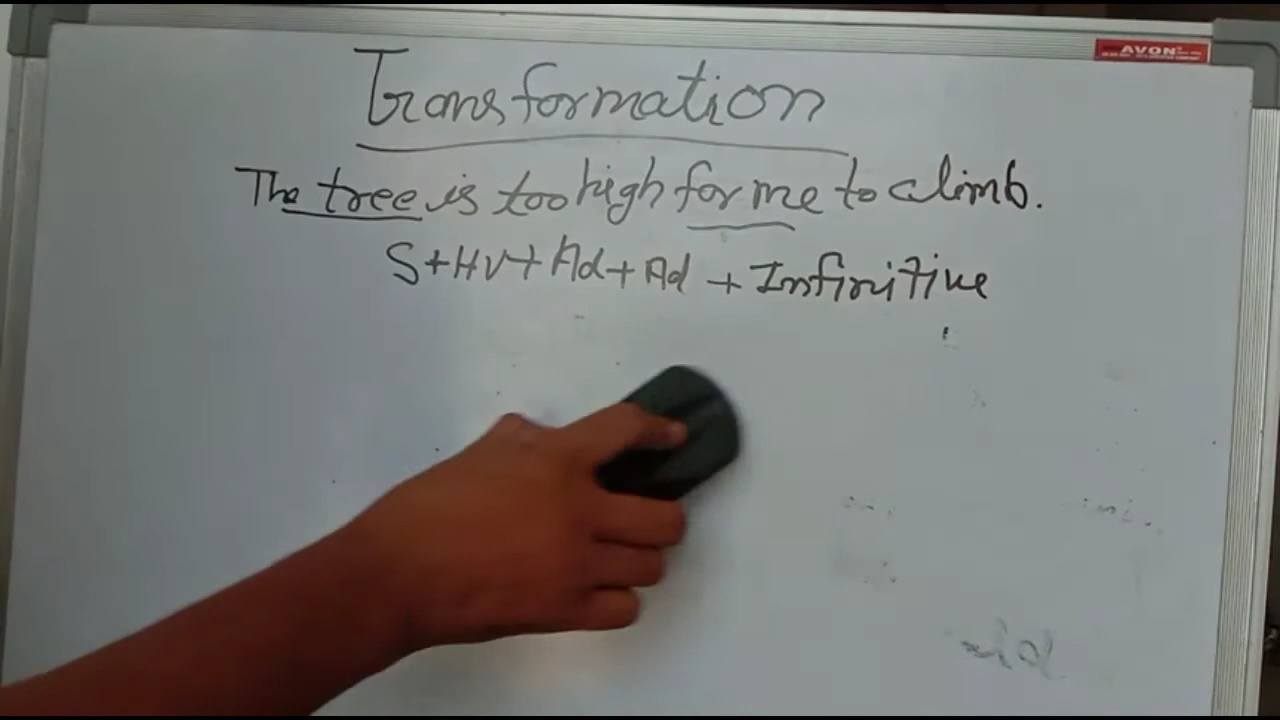 AVON
Transformation
The tree is too high for me to climb.
S+HV+Ad+Ad+Infinitive